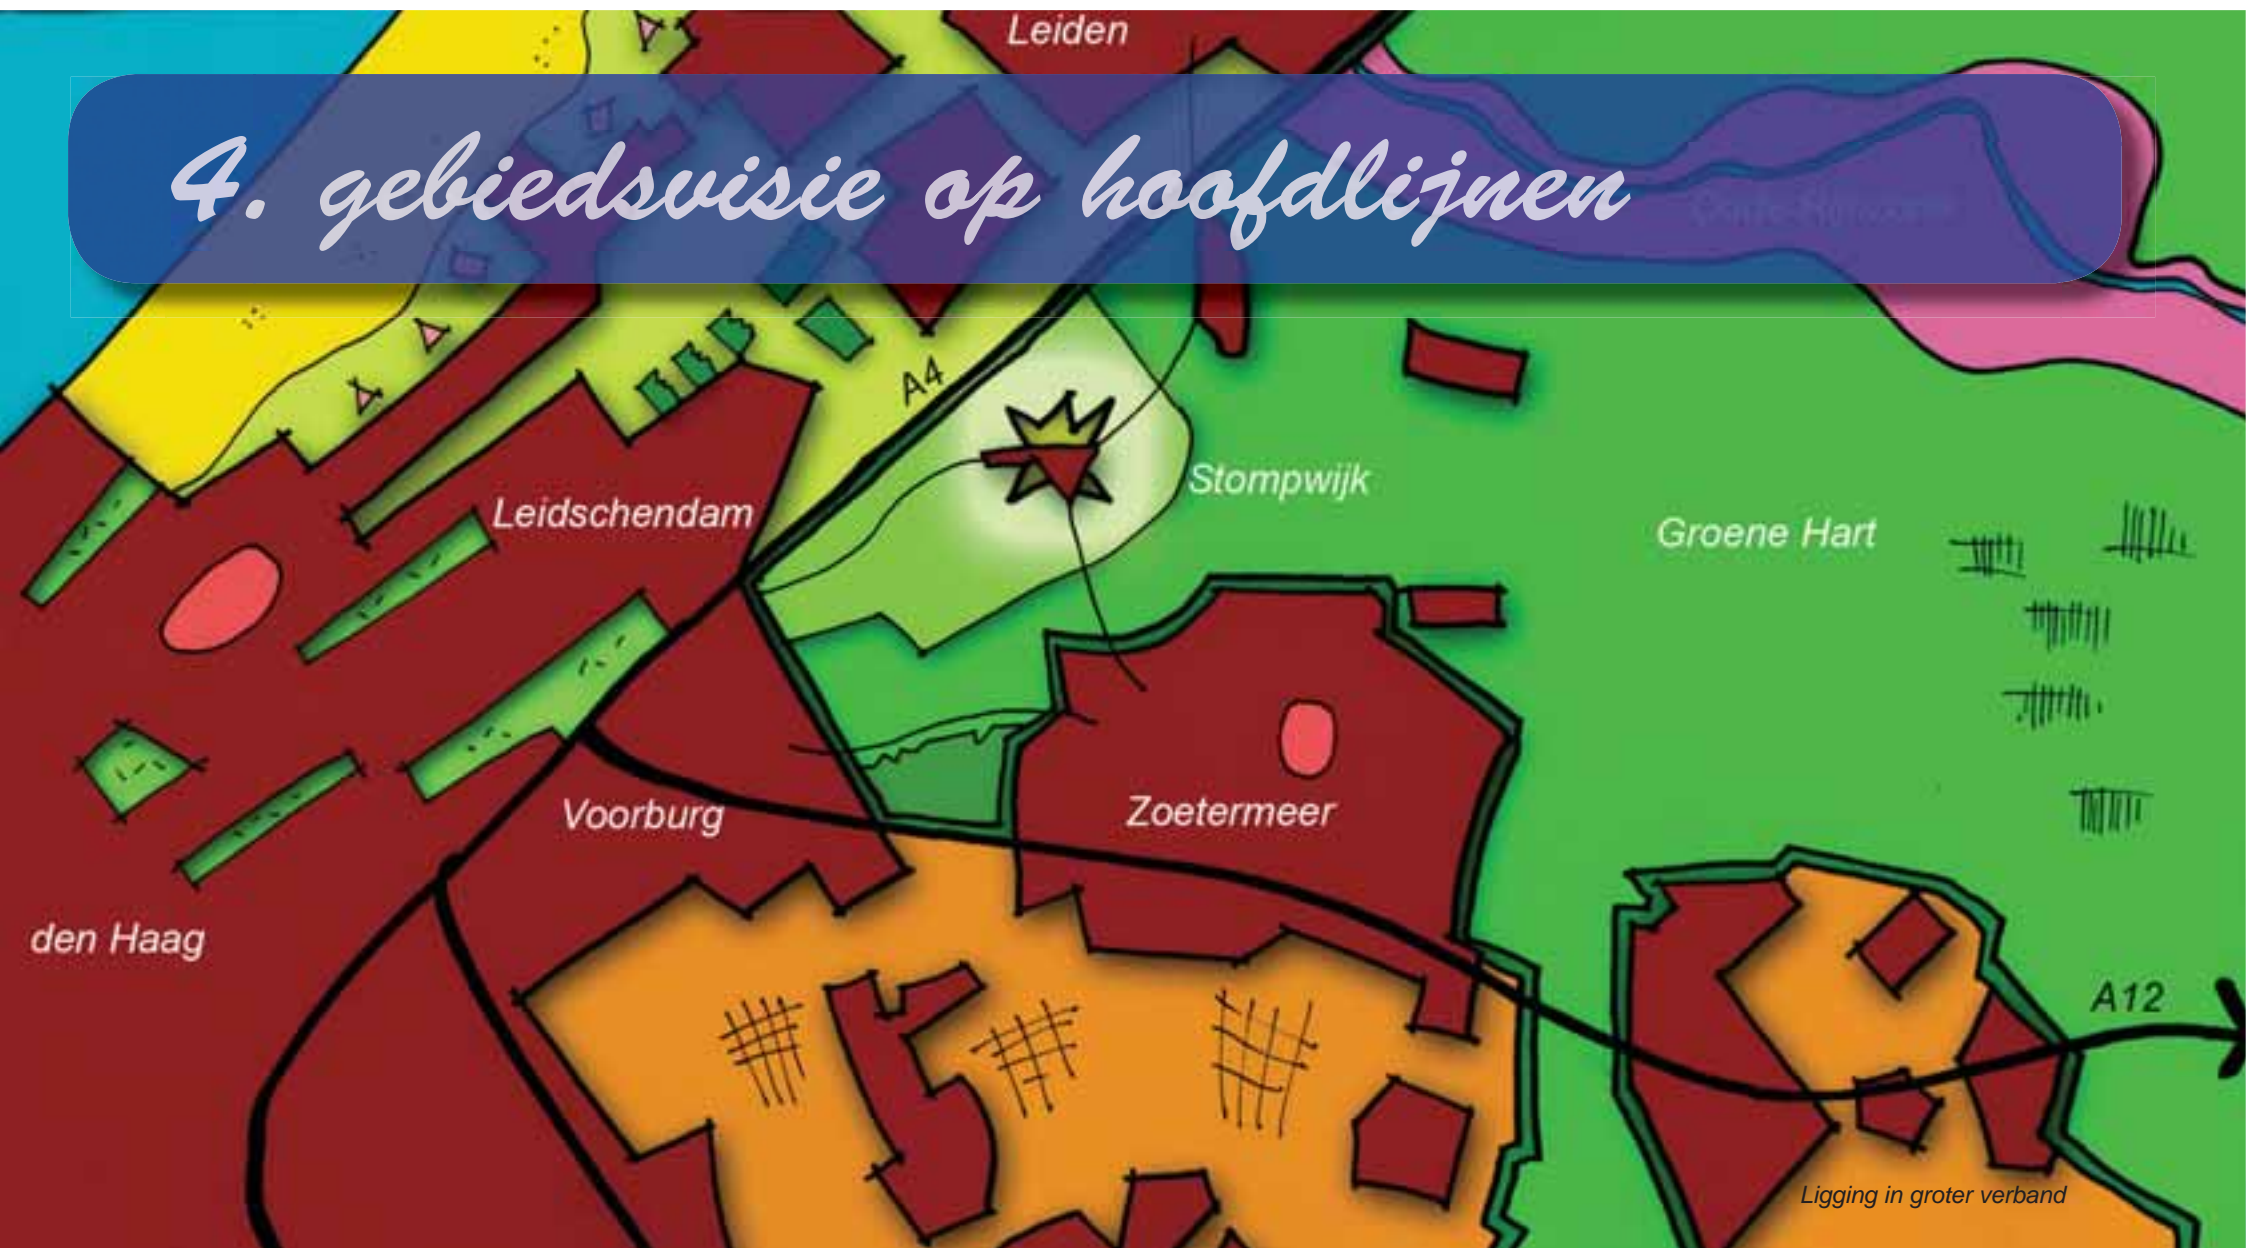 Leiden
4. gebiedsvisie op hoofdlijnen
A4
Stompwijk
Leidschendam
Groene Hart
Voorburg
Zoetermeer
den Haag
A12
Ligging in groter verband